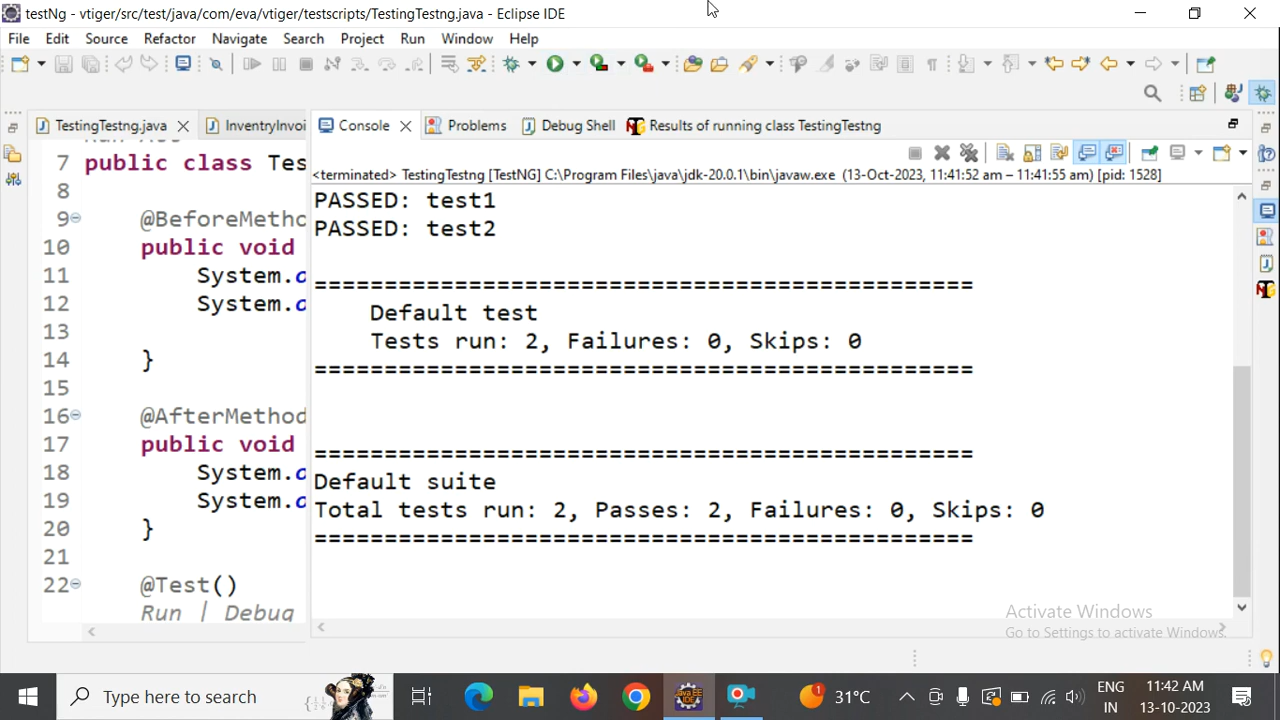 testNg - vtiger/src/test/java/com/eva/vtiger/testscripts/TestingTestng.java - Eclipse IDE
File Edit Source Refactor Navigate Search Project Run Window Help
TestingTestng.java InventryInvoi Console Problems Debug Shell Results of running class TestingTestng
<terminated> TestingTestng [TestNG] C:\Program Files\java\jdk-20.0.1\bin\javaw.exe (13-Oct-2023, 11:41:52 am – 11:41:55 am) [pid: 1528]
7 public class Tes
8
9 @BeforeMetho
10 public void
11 System.o
12 System.o
13
14 }
15
16 @AfterMethod
17 public void
18 System.o
19 System.o
20 }
21
22 @Test()
Run | Debug
PASSED: test1
PASSED: test2
===============================================
Default test
Tests run: 2, Failures: 0, Skips: 0
===============================================
===============================================
Default suite
Total tests run: 2, Passes: 2, Failures: 0, Skips: 0
===============================================
Activate Windows
Go to Settings to activate Windows.
Type here to search
1 31°C
ENG
IN
11:42 AM
13-10-2023
3